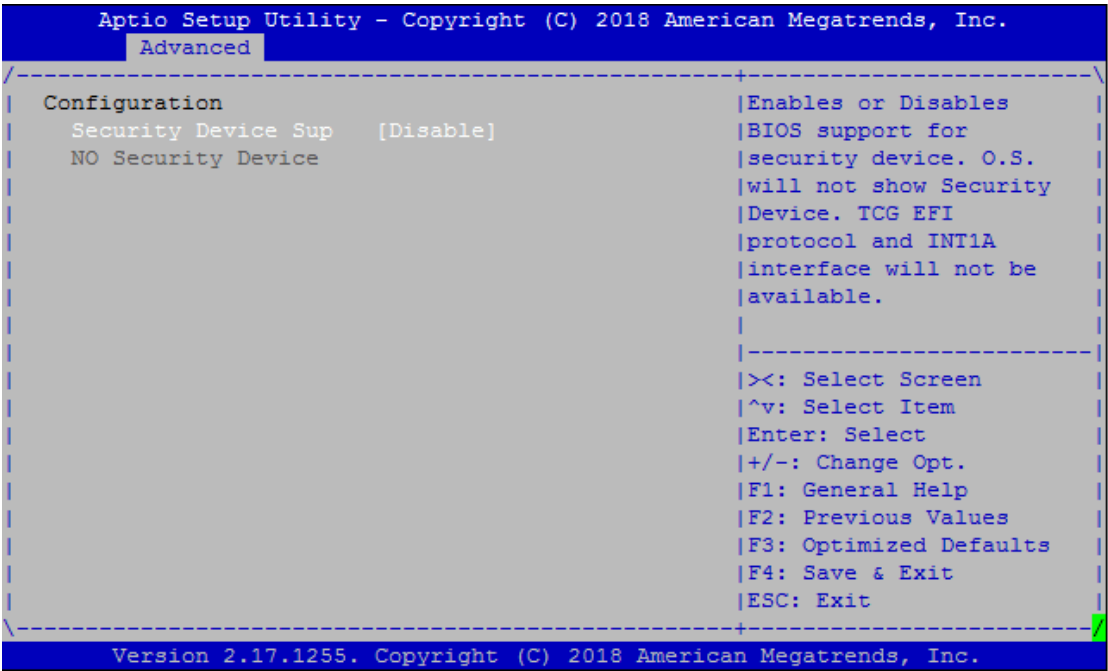 Aptio Setup Utility - Copyright (C) 2018 American Megatrends, Inc.
Advanced
/----------------------------------------------------+-------------------------\
Configuration
Security Device Sup [Disable]
NO Security Device
|Enables or Disables |
|BIOS support for |
|security device. O.S. |
|will not show Security |
|Device. TCG EFI |
|protocol and INT1A |
|interface will not be |
|available. |
| |
|-------------------------|
|><: Select Screen |
|^v: Select Item |
|Enter: Select |
|+/-: Change Opt. |
|F1: General Help |
|F2: Previous Values |
|F3: Optimized Defaults |
|F4: Save & Exit |
|ESC: Exit |
\----------------------------------------------------+-------------------------/
Version 2.17.1255. Copyright (C) 2018 American Megatrends, Inc.